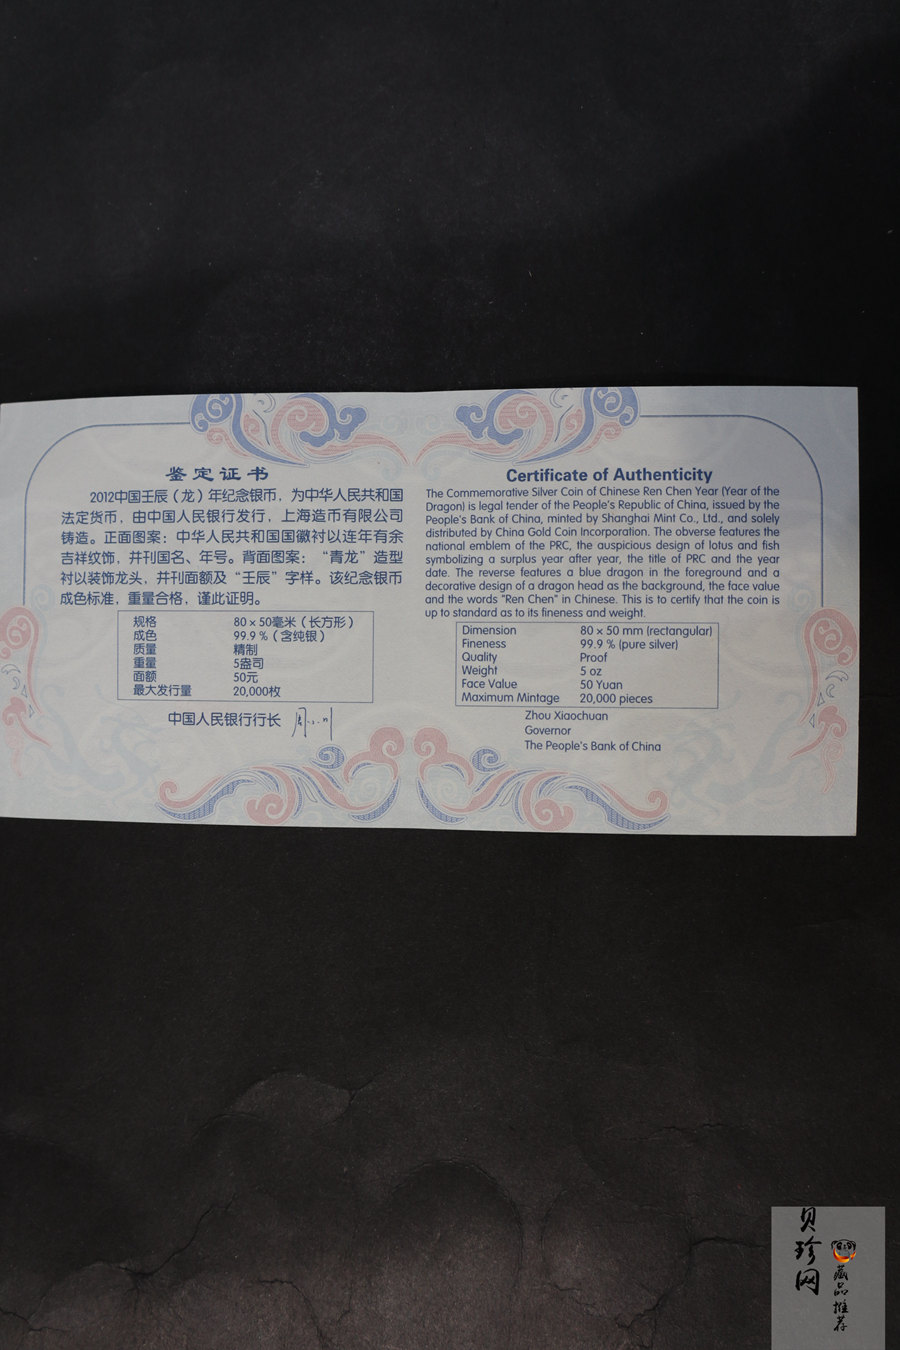 鉴定证书
2012中国壬辰（龙）年纪念银币，为中华人民共和国
法定货币，由中国人民银行发行，上海造币有限公司
铸造。正面图案：中华人民共和国国徽衬以连年有余
吉祥纹饰，并刊国名、年号。背面图案：“青龙”造型
衬以装饰龙头，并刊面额及“壬辰”字样。该纪念银币
成色标准，重量合格，谨此证明。
规格 80×50毫米（长方形）
成色 99.9％（含纯银）
质量 精制
重量 5盎司
面额 50元
最大发行量 20,000枚
中国人民银行行长
Certificate of Authenticity
The Commemorative Silver Coin of Chinese Ren Chen Year (Year of the
Dragon) is legal tender of the People's Republic of China, issued by the
People's Bank of China, minted by Shanghai Mint Co., Ltd., and solely
distributed by China Gold Coin Incorporation. The obverse features the
national emblem of the PRC, the auspicious design of lotus and fish
symbolizing a surplus year after year, the title of PRC and the year
date. The reverse features a blue dragon in the foreground and a
decorative design of a dragon head as the background, the face value
and the words "Ren Chen" in Chinese. This is to certify that the coin is
up to standard as to its fineness and weight.
Dimension 80×50 mm (rectangular)
Fineness 99.9 % (pure silver)
Quality Proof
Weight 5 oz
Face Value 50 Yuan
Maximum Mintage 20,000 pieces
Zhou Xiaochuan
Governor
The People's Bank of China
贝珍网
藏品推荐